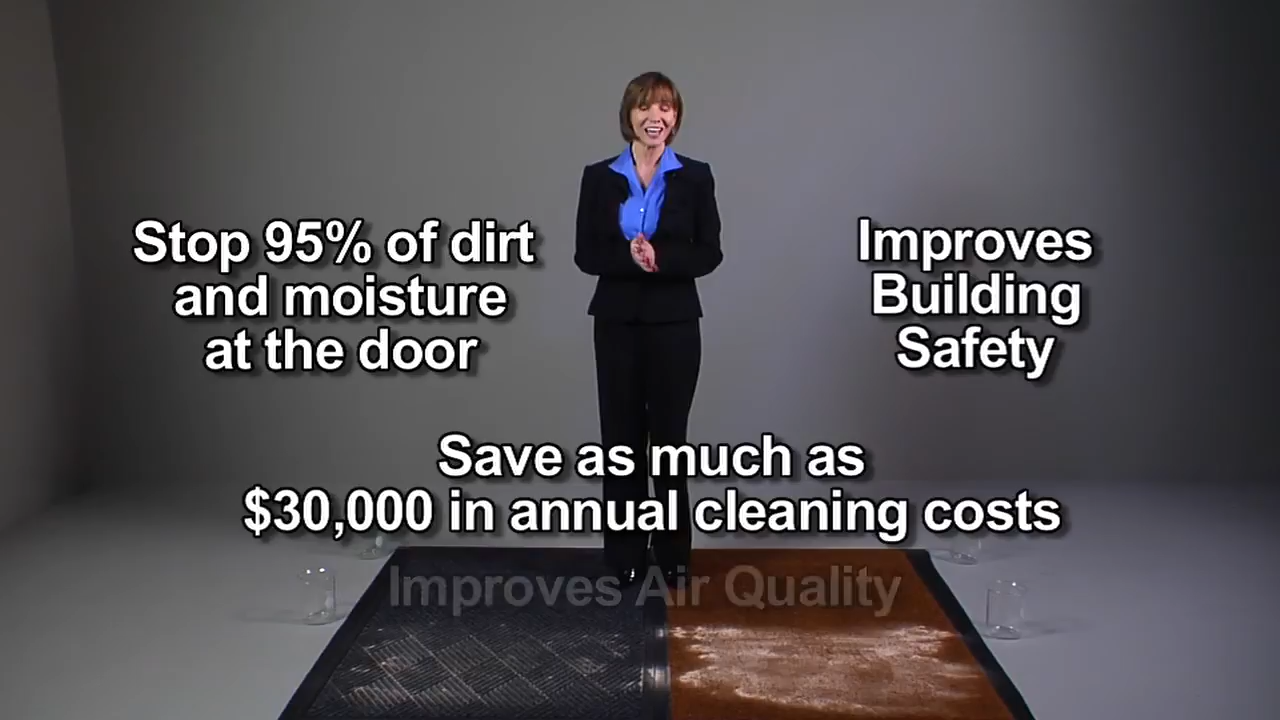 Stop 95% of dirt
and moisture
at the door
Improves
Building
Safety
Save as much as
$30,000 in annual cleaning costs
Improves Air Quality